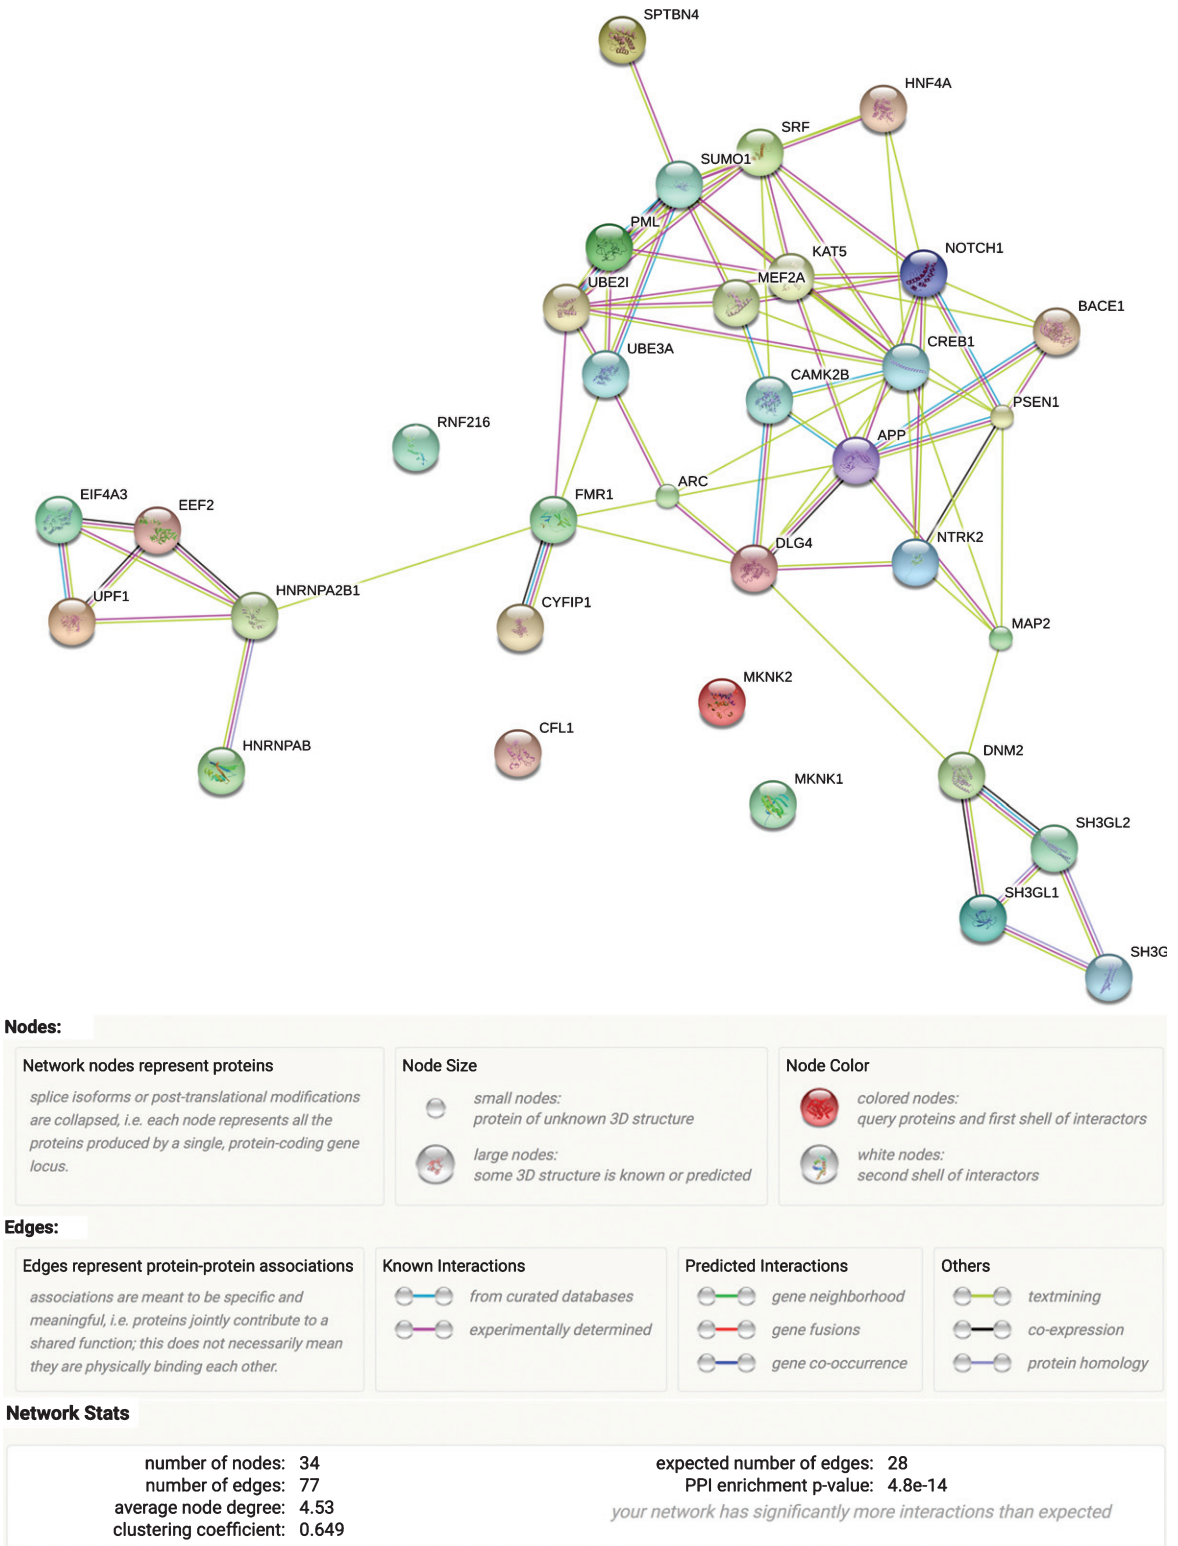 SPTBN4
HNF4A
SRF
SUMO1
PML
KAT5
NOTCH1
MEF2A
UBE2I
BACE1
CREB1
UBE3A
CAMK2B
PSEN1
RNF216
APP
ARC
EIF4A3
EEF2
FMR1
NTRK2
DLG4
HNRNPA2B1
UPF1
CYFIP1
MAP2
MKNK2
CFL1
HNRNPAB
DNM2
MKNK1
SH3GL2
SH3GL1
SH3G
Nodes:
Network nodes represent proteins
splice isoforms or post-translational modifications
are collapsed, i.e. each node represents all the
proteins produced by a single, protein-coding gene
locus.
Node Size
small nodes:
protein of unknown 3D structure
large nodes:
some 3D structure is known or predicted
Node Color
colored nodes:
query proteins and first shell of interactors
white nodes:
second shell of interactors
Edges:
Edges represent protein-protein associations
associations are meant to be specific and
meaningful, i.e. proteins jointly contribute to a
shared function; this does not necessarily mean
they are physically binding each other.
Known Interactions
from curated databases
experimentally determined
Predicted Interactions
gene neighborhood
gene fusions
gene co-occurrence
Others
textmining
co-expression
protein homology
Network Stats
number of nodes: 34
number of edges: 77
average node degree: 4.53
clustering coefficient: 0.649
expected number of edges: 28
PPI enrichment p-value: 4.8e-14
your network has significantly more interactions than expected